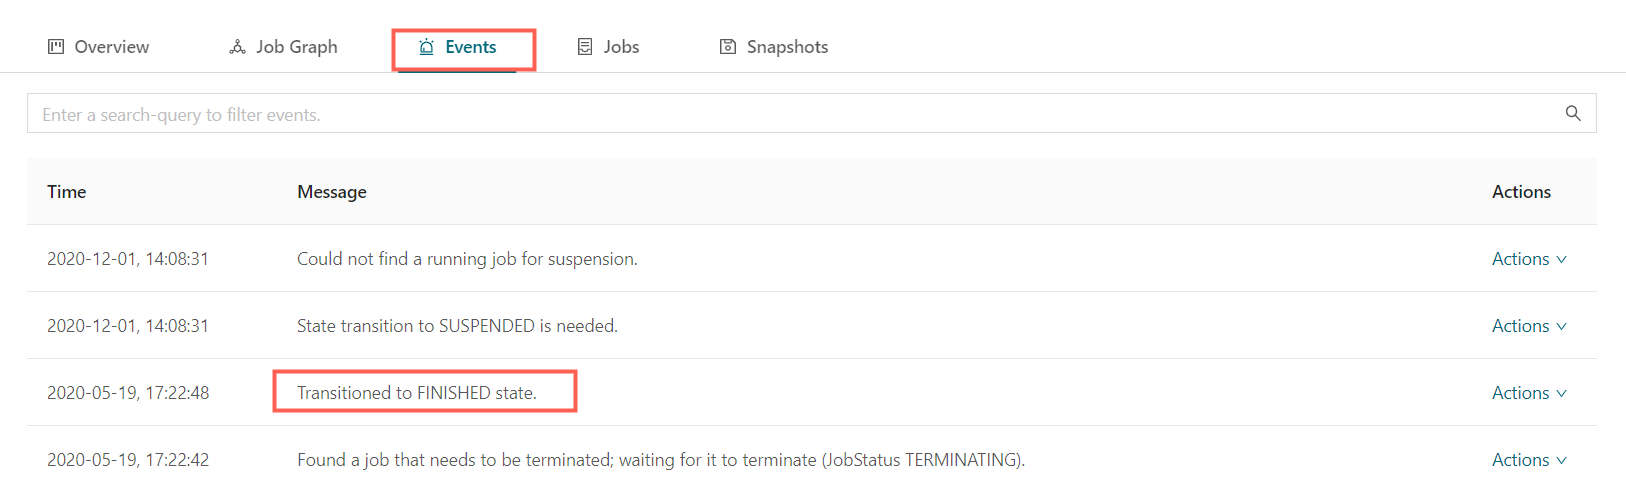 Overview Job Graph Events Jobs Snapshots
Enter a search-query to filter events.
Time Message Actions
2020-12-01, 14:08:31 Could not find a running job for suspension. Actions
2020-12-01, 14:08:31 State transition to SUSPENDED is needed. Actions
2020-05-19, 17:22:48 Transitioned to FINISHED state. Actions
2020-05-19, 17:22:42 Found a job that needs to be terminated; waiting for it to terminate (JobStatus TERMINATING). Actions